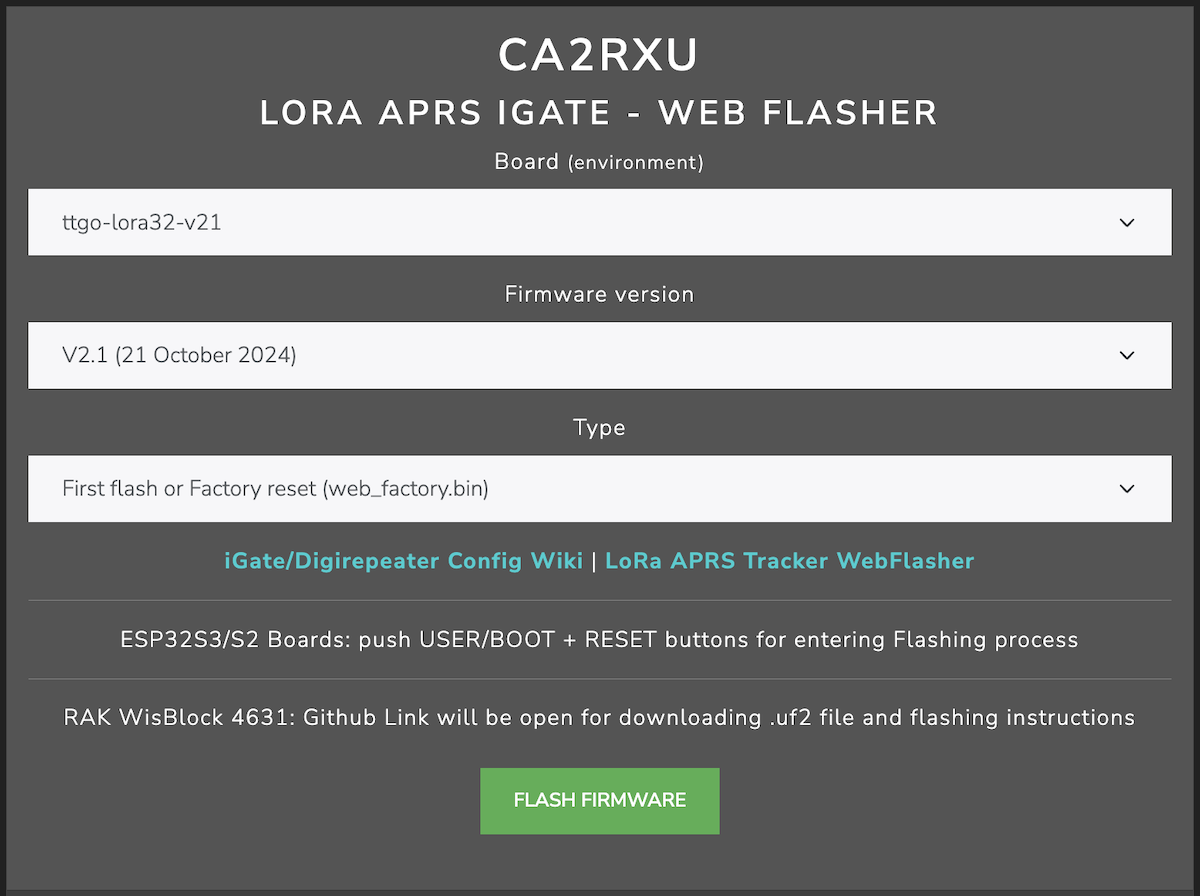 CA2RXU
LORA APRS IGATE - WEB FLASHER
Board (environment)
ttgo-lora32-v21
Firmware version
V2.1 (21 October 2024)
Type
First flash or Factory reset (web_factory.bin)
iGate/Digirepeater Config Wiki | LoRa APRS Tracker WebFlasher
ESP32S3/S2 Boards: push USER/BOOT + RESET buttons for entering Flashing process
RAK WisBlock 4631: Github Link will be open for downloading .uf2 file and flashing instructions
FLASH FIRMWARE